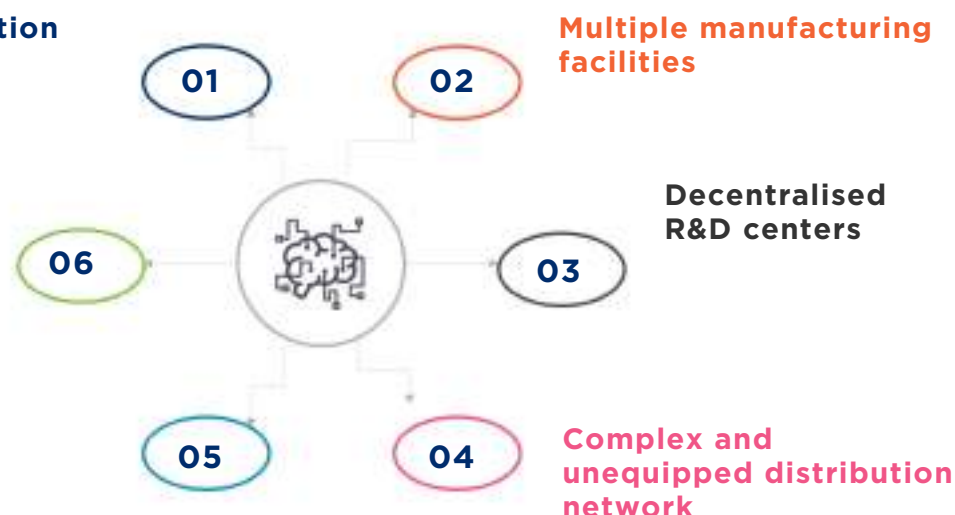 tion
01
02
Multiple manufacturing
facilities
Decentralised
R&D centers
06
03
05
04
Complex and
unequipped distribution
network